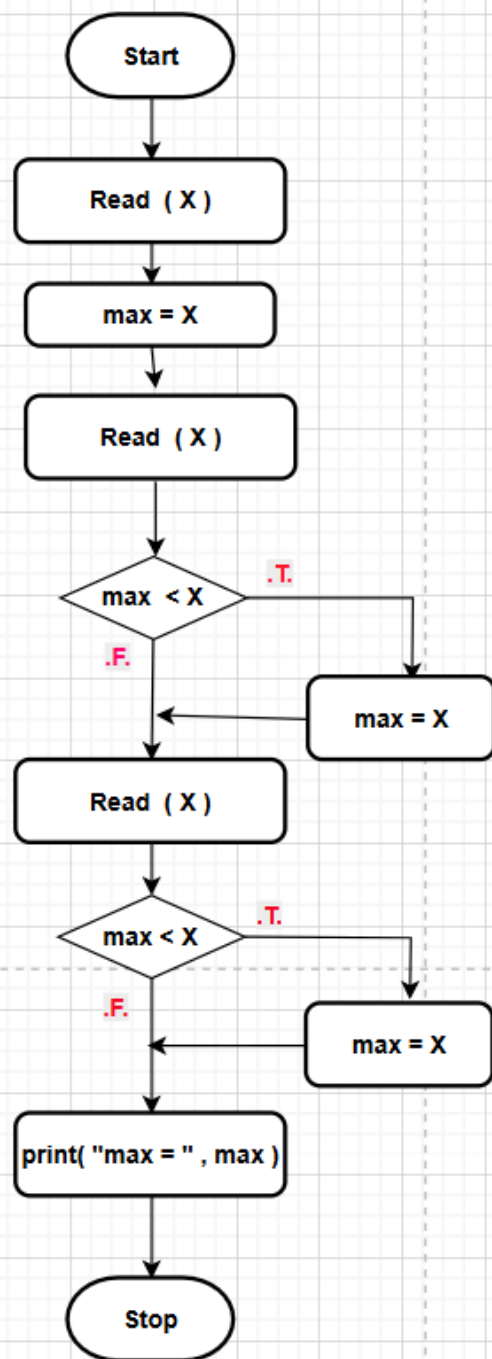 Start
Read ( X )
max = X
Read ( X )
max < X
.T.
.F.
max = X
Read ( X )
max < X
.T.
.F.
max = X
print( "max = " , max )
Stop